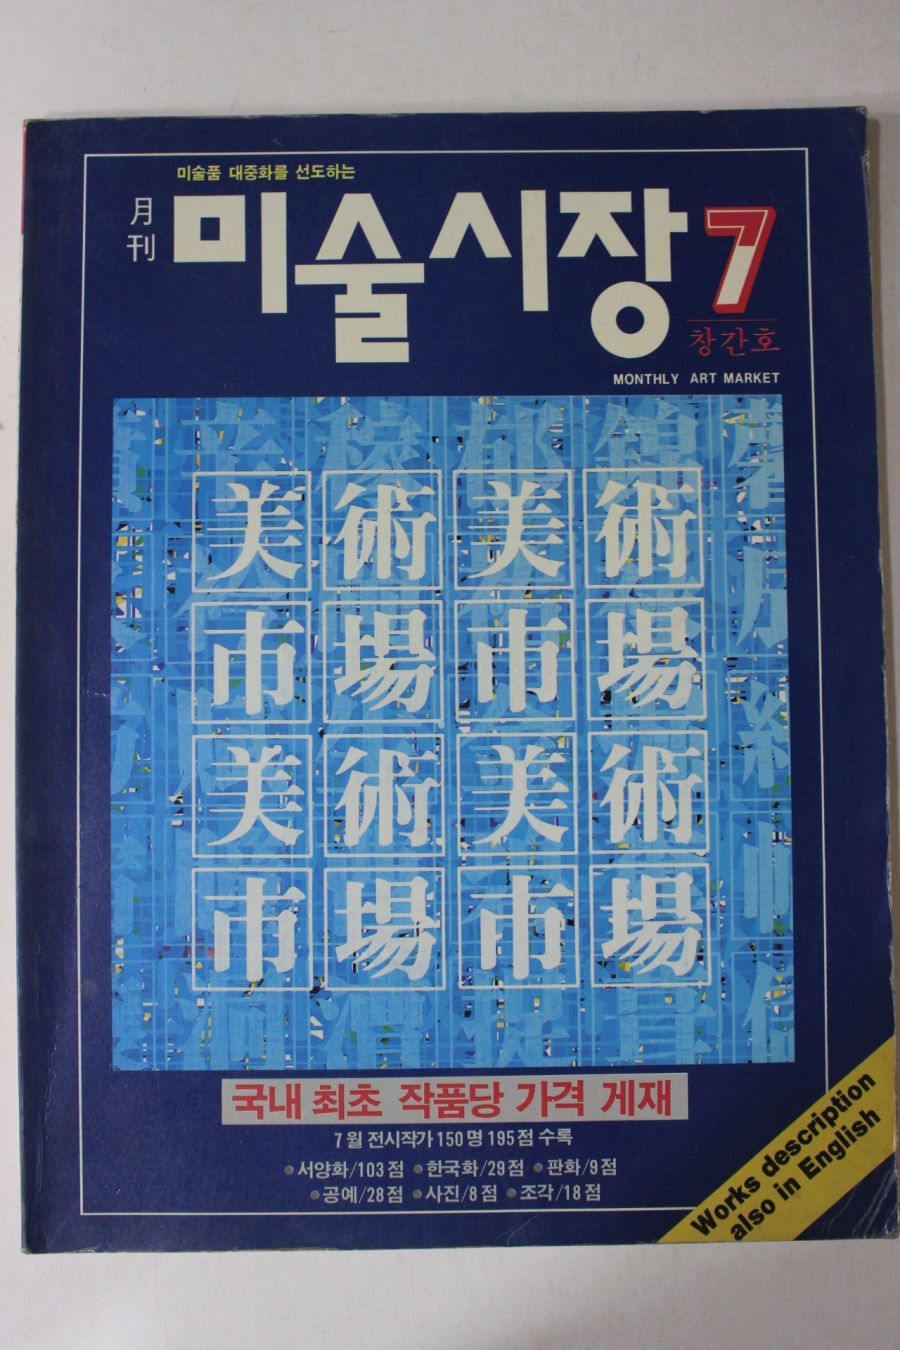 미술품 대중화를 선도하는
月刊
미술시장 7
창간호
MONTHLY ART MARKET
美術美術
市場市場
美術美術
市場市場
국내 최초 작품당 가격 게재
7월 전시작가 150명 195점 수록
●서양화/103점 ●한국화/29점 ●판화/9점
●공예/28점 ●사진/8점 ●조각/18점
Works description
also in English